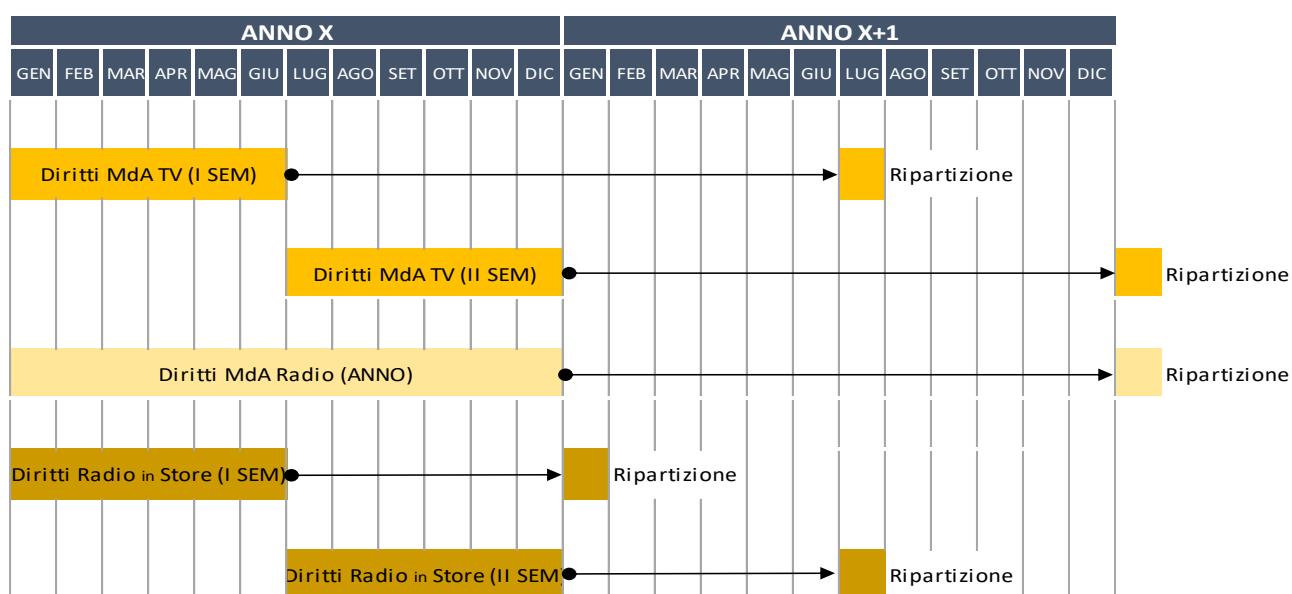 ANNO X ANNO X+1
GEN FEB MAR APR MAG GIU LUG AGO SET OTT NOV DIC GEN FEB MAR APR MAG GIU LUG AGO SET OTT NOV DIC
Diritti MdA TV (I SEM) Ripartizione
Diritti MdA TV (II SEM) Ripartizione
Diritti MdA Radio (ANNO) Ripartizione
Diritti Radio in Store (I SEM) Ripartizione
Diritti Radio in Store (II SEM) Ripartizione